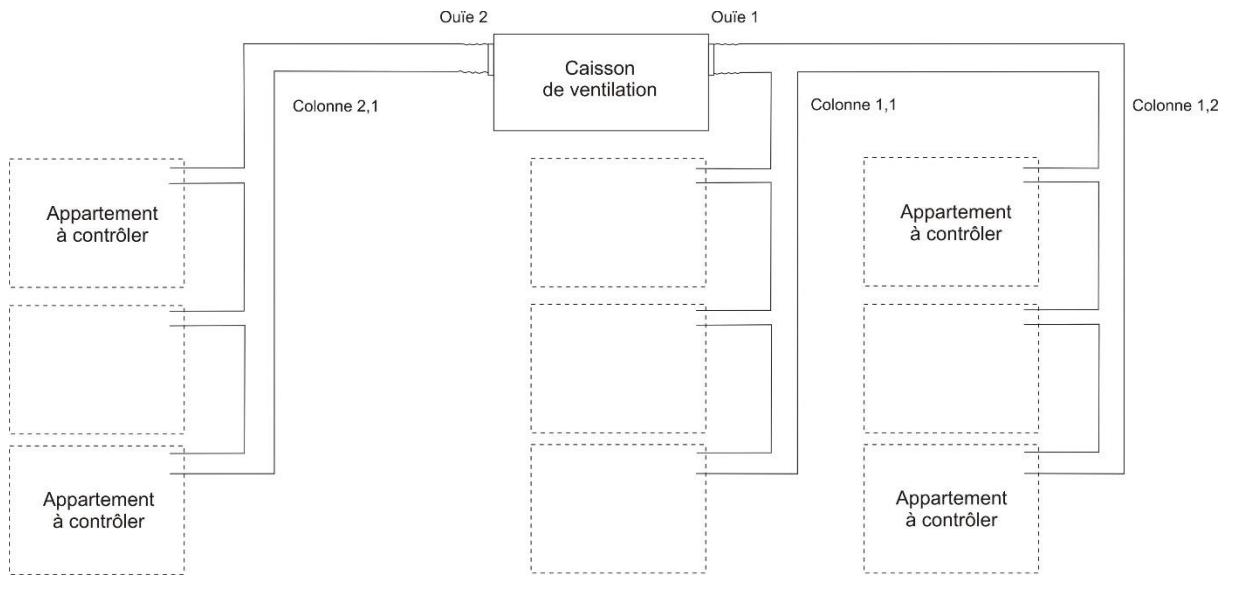 Ouïe 2
Ouïe 1
Caisson
de ventilation
Colonne 2,1
Colonne 1,1
Colonne 1,2
Appartement
à contrôler
Appartement
à contrôler
Appartement
à contrôler
Appartement
à contrôler